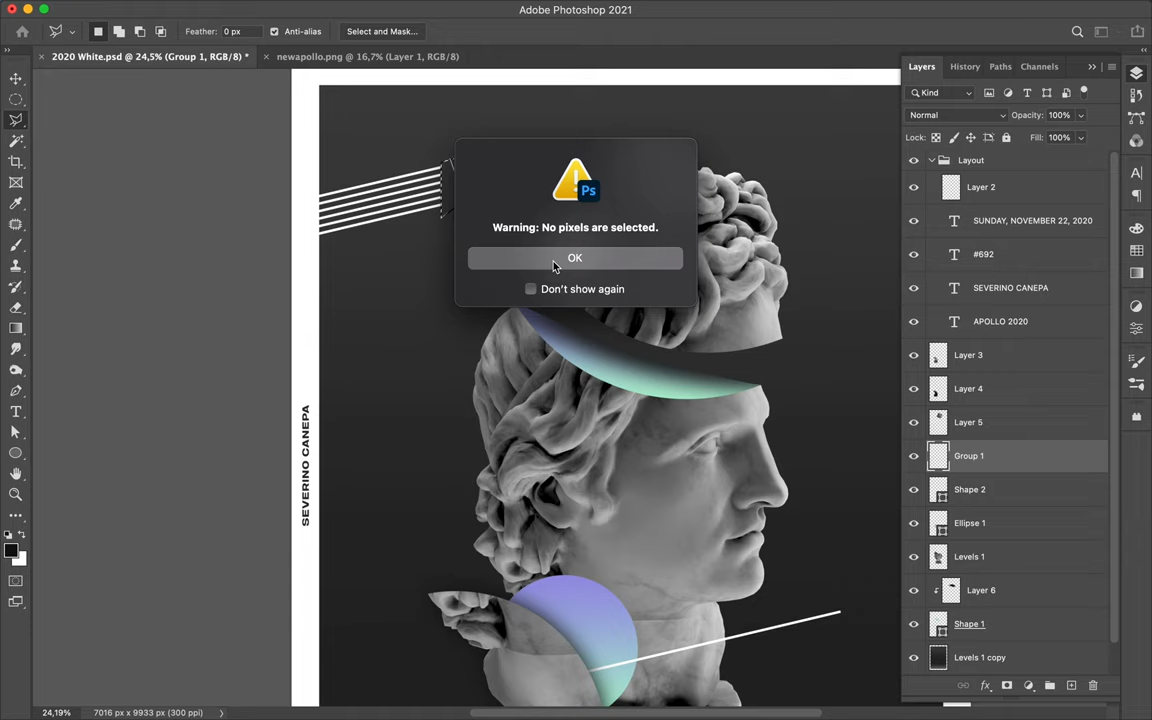 Adobe Photoshop 2021
Feather: 0 px
Anti-alias
Select and Mask...
2020 White.psd @ 24,5% (Group 1, RGB/8) *
newapollo.png @ 16,7% (Layer 1, RGB/8)
Layers
History
Paths
Channels
Kind
Normal
Opacity: 100%
Lock:
Fill: 100%
Layout
Layer 2
T SUNDAY, NOVEMBER 22, 2020
T #692
T SEVERINO CANEPA
T APOLLO 2020
Layer 3
Layer 4
Layer 5
Group 1
Shape 2
Ellipse 1
Levels 1
Layer 6
Shape 1
Levels 1 copy
fx
Ps
Warning: No pixels are selected.
OK
Don't show again
SEVERINO CANEPA
24,19%
7016 px x 9933 px (300 ppi)